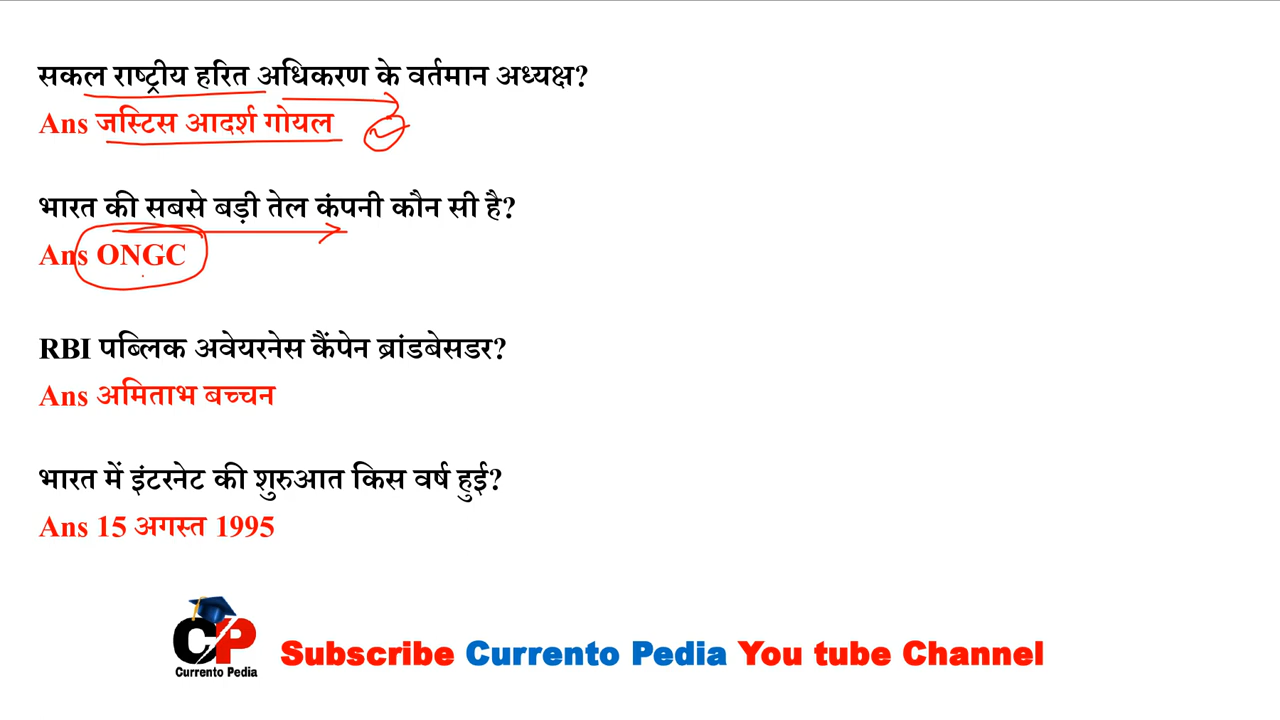 सकल राष्ट्रीय हरित अधिकरण के वर्तमान अध्यक्ष?
Ans जस्टिस आदर्श गोयल
भारत की सबसे बड़ी तेल कंपनी कौन सी है?
Ans ONGC
RBI पब्लिक अवेयरनेस कैंपेन ब्रांडबेसडर?
Ans अमिताभ बच्चन
भारत में इंटरनेट की शुरुआत किस वर्ष हुई?
Ans 15 अगस्त 1995
CP
Currento Pedia
Subscribe Currento Pedia You tube Channel